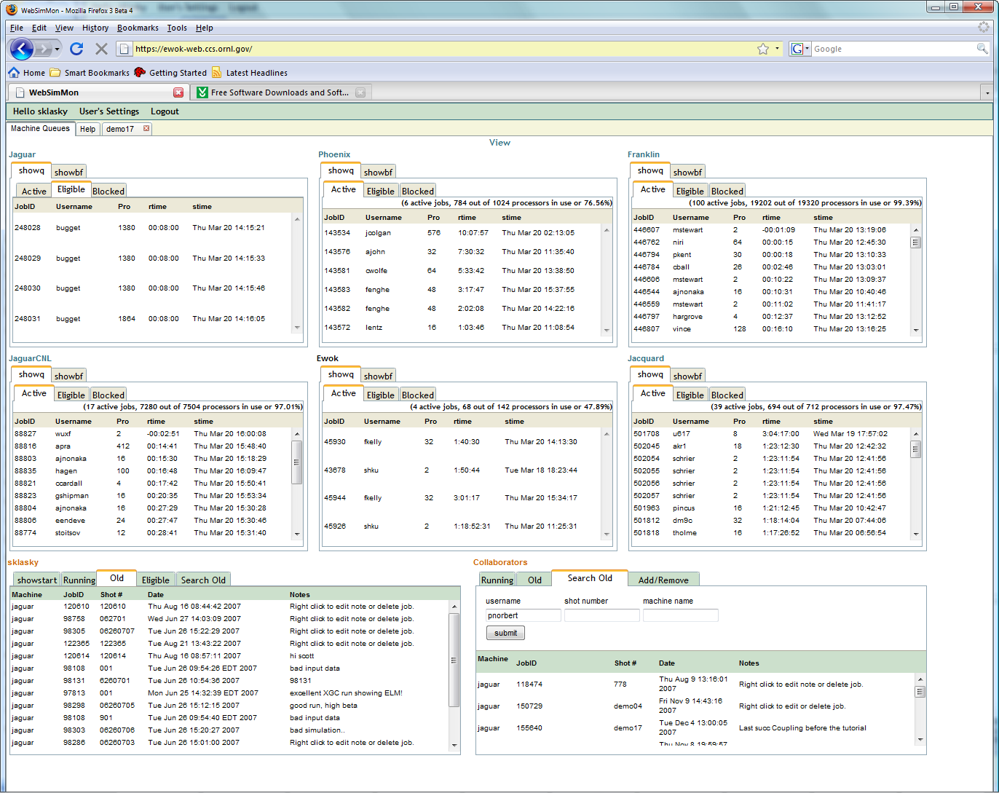 WebSimMon - Mozilla Firefox 3 Beta 4
File Edit View History Bookmarks Tools Help
https://ewok-web.ccs.ornl.gov/
G Google
Home Smart Bookmarks Getting Started Latest Headlines
WebSimMon Free Software Downloads and Soft...
Hello sklasky User's Settings Logout
Machine Queues Help demo17
View
Jaguar
showq showbf
Active Eligible Blocked
JobID Username Pro rtime stime
248028 bugget 1380 00:08:00 Thu Mar 20 14:15:21
248029 bugget 1380 00:08:00 Thu Mar 20 14:15:33
248030 bugget 1380 00:08:00 Thu Mar 20 14:15:46
248031 bugget 1864 00:08:00 Thu Mar 20 14:16:05
Phoenix
showq showbf
Active Eligible Blocked
(6 active jobs, 784 out of 1024 processors in use or 76.56%)
JobID Username Pro rtime stime
143534 jcolgan 576 10:07:57 Thu Mar 20 02:13:05
143576 ajohn 32 7:30:32 Thu Mar 20 11:35:40
143581 cwolfe 64 5:33:42 Thu Mar 20 13:38:50
143583 fenghe 48 3:17:47 Thu Mar 20 15:37:55
143582 fenghe 48 2:02:08 Thu Mar 20 14:22:16
143572 lentz 16 1:03:46 Thu Mar 20 11:08:54
Franklin
showq showbf
Active Eligible Blocked
(100 active jobs, 19202 out of 19320 processors in use or 99.39%)
JobID Username Pro rtime stime
446607 mstewart 2 -00:01:09 Thu Mar 20 13:19:06
446762 niri 64 00:00:15 Thu Mar 20 12:45:30
446794 pkent 30 00:00:18 Thu Mar 20 13:10:33
446784 cball 26 00:02:46 Thu Mar 20 13:03:01
446606 mstewart 2 00:10:22 Thu Mar 20 13:09:37
446544 ajnonaka 16 00:10:31 Thu Mar 20 10:40:46
446559 mstewart 2 00:11:02 Thu Mar 20 11:41:17
446797 hargrove 4 00:12:37 Thu Mar 20 13:12:52
446807 vince 128 00:16:10 Thu Mar 20 13:16:25
JaguarCNL
showq showbf
Active Eligible Blocked
(17 active jobs, 7280 out of 7504 processors in use or 97.01%)
JobID Username Pro rtime stime
88827 wuxf 2 -00:02:51 Thu Mar 20 16:00:08
88816 apra 412 00:14:41 Thu Mar 20 15:48:40
88803 ajnonaka 16 00:15:30 Thu Mar 20 15:18:29
88835 hagen 100 00:16:48 Thu Mar 20 16:09:47
88821 ccardall 4 00:17:42 Thu Mar 20 15:50:41
88823 gshipman 16 00:20:35 Thu Mar 20 15:53:34
88804 ajnonaka 16 00:27:29 Thu Mar 20 15:30:28
88806 eendeve 24 00:27:47 Thu Mar 20 15:30:46
88774 stoitsov 12 00:28:41 Thu Mar 20 15:31:40
Ewok
showq showbf
Active Eligible Blocked
(4 active jobs, 68 out of 142 processors in use or 47.89%)
JobID Username Pro rtime stime
45930 fkelly 32 1:40:30 Thu Mar 20 14:13:30
43678 shku 2 1:50:44 Tue Mar 18 18:23:44
45944 fkelly 32 3:01:17 Thu Mar 20 15:34:17
45926 shku 2 1:18:52:31 Thu Mar 20 11:25:31
Jacquard
showq showbf
Active Eligible Blocked
(39 active jobs, 694 out of 712 processors in use or 97.47%)
JobID Username Pro rtime stime
501708 u617 8 3:04:17:00 Wed Mar 19 17:57:02
502045 akr1 18 1:23:12:30 Thu Mar 20 12:42:32
502054 schrier 2 1:23:11:54 Thu Mar 20 12:41:56
502055 schrier 2 1:23:11:54 Thu Mar 20 12:41:56
502056 schrier 2 1:23:11:54 Thu Mar 20 12:41:56
502057 schrier 2 1:23:11:54 Thu Mar 20 12:41:56
501963 pincus 16 1:21:12:45 Thu Mar 20 10:42:47
501812 dm9c 32 1:18:14:04 Thu Mar 20 07:44:06
501818 tholme 16 1:17:26:52 Thu Mar 20 06:56:54
sklasky
showstart Running Old Eligible Search Old
Machine JobID Shot # Date Notes
jaguar 120610 120610 Thu Aug 16 08:44:42 2007 Right click to edit note or delete job.
jaguar 98758 062701 Wed Jun 27 14:03:09 2007 Right click to edit note or delete job.
jaguar 98305 06260707 Tue Jun 26 15:22:29 2007 Right click to edit note or delete job.
jaguar 122365 122365 Tue Aug 21 13:43:22 2007 Right click to edit note or delete job.
jaguar 120614 120614 Thu Aug 16 08:57:11 2007 hi scott
jaguar 98108 001 Tue Jun 26 09:54:26 EDT 2007 bad input data
jaguar 98131 6260701 Tue Jun 26 10:54:36 2007 98131
jaguar 97813 001 Mon Jun 25 14:32:39 EDT 2007 excellent XGC run showing ELM!
jaguar 98298 06260705 Tue Jun 26 15:12:15 2007 good run, high beta
jaguar 98108 901 Tue Jun 26 09:54:40 EDT 2007 bad input data
jaguar 98303 06260706 Tue Jun 26 15:20:27 2007 bad simulation..
jaguar 98286 06260703 Tue Jun 26 15:01:00 2007 Right click to edit note or delete job.
Collaborators
Running Old Search Old Add/Remove
username shot number machine name
pnorbert
submit
Machine JobID Shot # Date Notes
jaguar 118474 778 Thu Aug 9 13:16:01 2007 Right click to edit note or delete job.
jaguar 150729 demo04 Fri Nov 9 14:43:16 2007 Right click to edit or delete job.
jaguar 155640 demo17 Tue Dec 4 13:00:05 2007 Last succ Coupling before the tutorial
Thu Nov 8 19:59:57